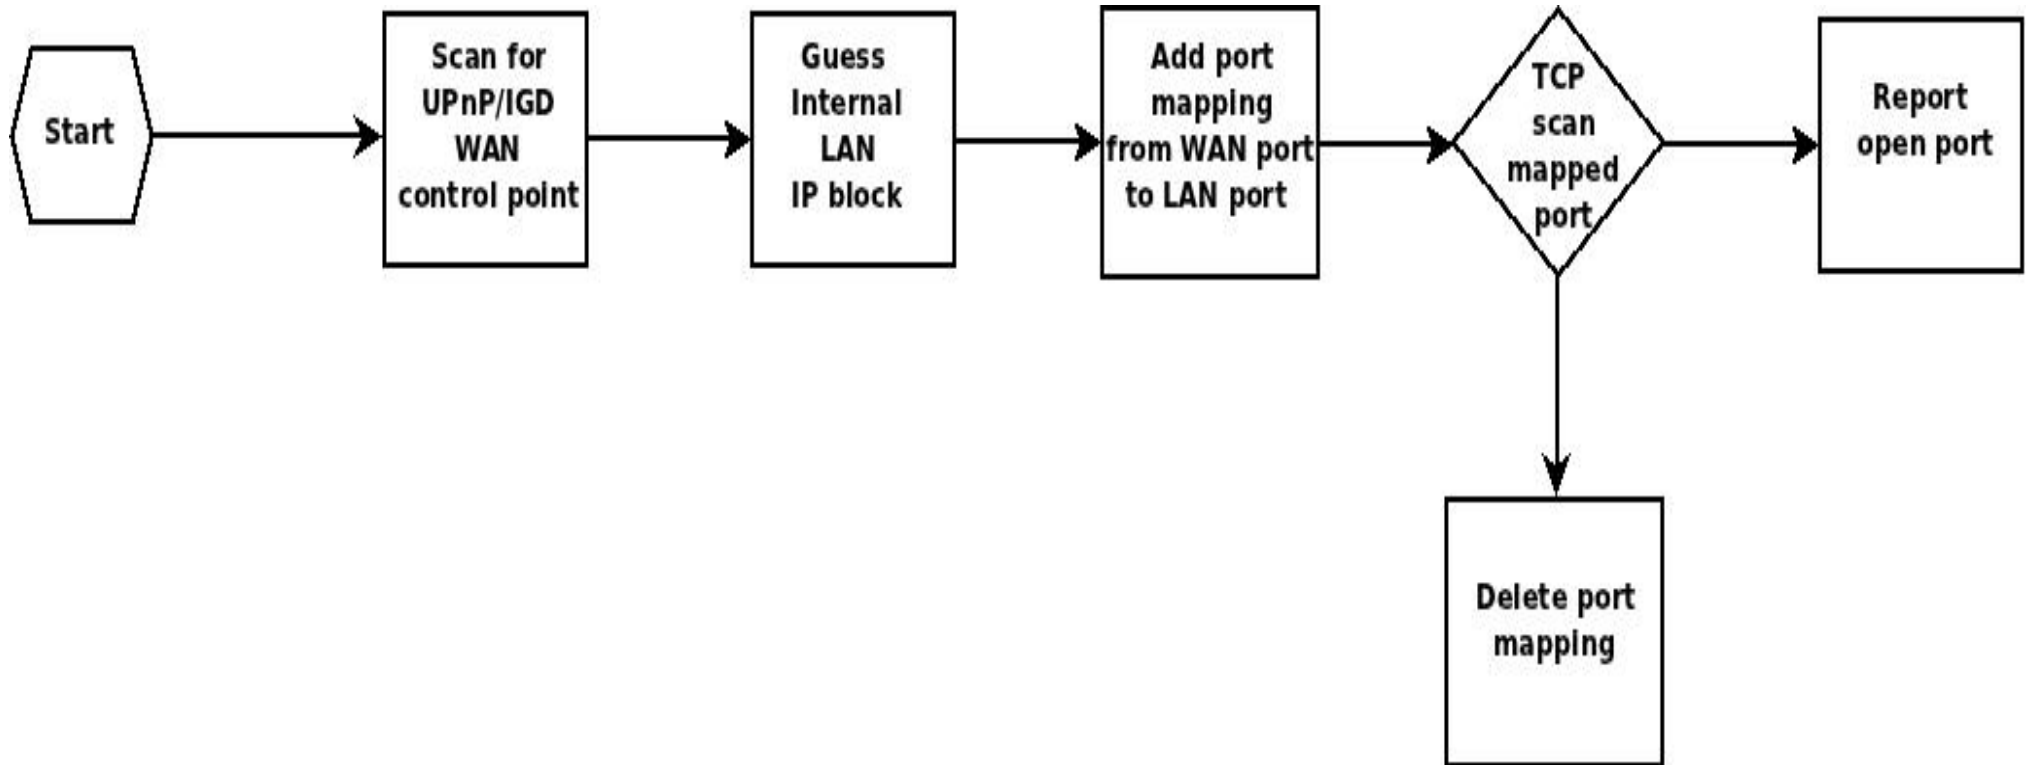 Start
Scan for
UPnP/IGD
WAN
control point
Guess
Internal
LAN
IP block
Add port
mapping
from WAN port
to LAN port
TCP
scan
mapped
port
Report
open port
Delete port
mapping